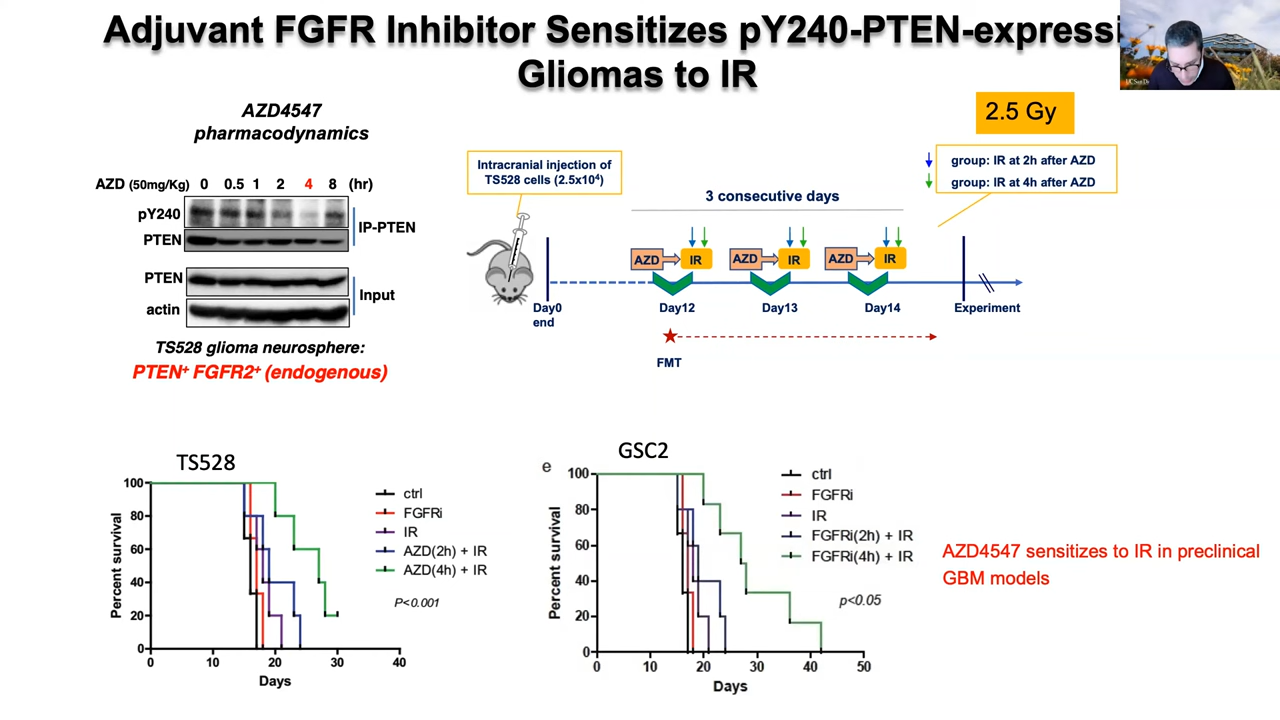 Adjuvant FGFR Inhibitor Sensitizes pY240-PTEN-expressi
Gliomas to IR
AZD4547
pharmacodynamics
AZD (50mg/Kg) 0 0.5 1 2 4 8 (hr)
pY240
PTEN
IP-PTEN
PTEN
actin
Input
TS528 glioma neurosphere:
PTEN+ FGFR2+ (endogenous)
2.5 Gy
Intracranial injection of
TS528 cells (2.5x10⁴)
group: IR at 2h after AZD
group: IR at 4h after AZD
3 consecutive days
AZD IR AZD IR AZD IR
Day0
end
Day12 Day13 Day14 Experiment
FMT
TS528
Percent survival
100
80
60
40
20
0
0 10 20 30 40
Days
ctrl
FGFRi
IR
AZD(2h) + IR
AZD(4h) + IR
P<0.001
e
GSC2
Percent survival
100
80
60
40
20
0
0 10 20 30 40 50
Days
ctrl
FGFRi
IR
FGFRi(2h) + IR
FGFRi(4h) + IR
p<0.05
AZD4547 sensitizes to IR in preclinical
GBM models